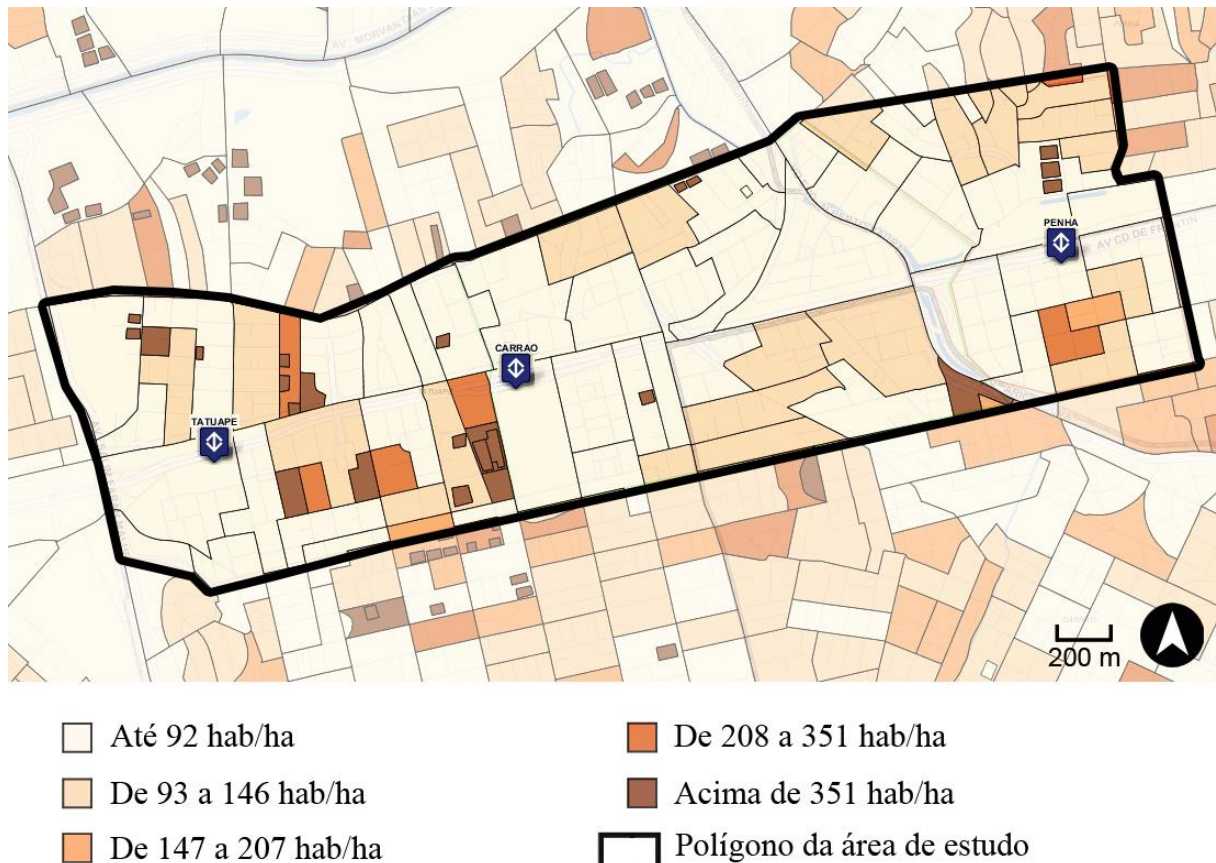 AV MORVAN DIAS
PENHA
AV CD DE FRONTIN
CARRAO
TATUAPE
TATUAPE
200 m
Até 92 hab/ha
De 208 a 351 hab/ha
De 93 a 146 hab/ha
Acima de 351 hab/ha
De 147 a 207 hab/ha
Polígono da área de estudo